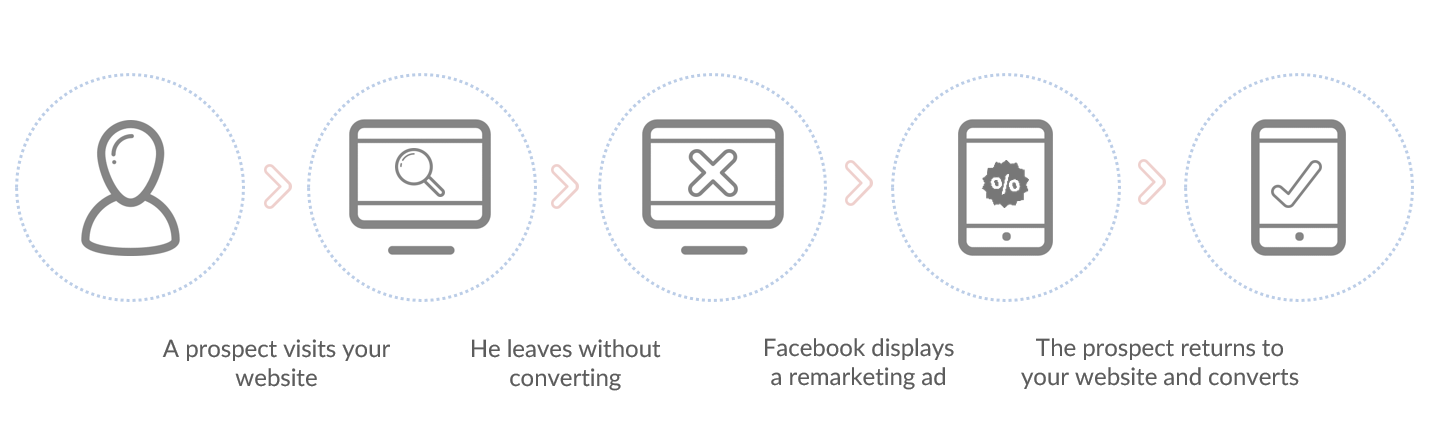 %
A prospect visits your
website
He leaves without
converting
Facebook displays
a remarketing ad
The prospect returns to
your website and converts